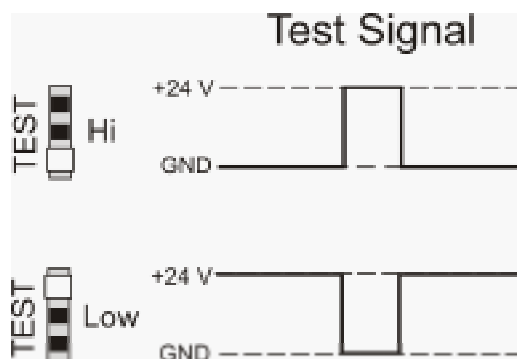 Test Signal
+24 V
TEST
Hi
GND
+24 V
TEST
Low
GND